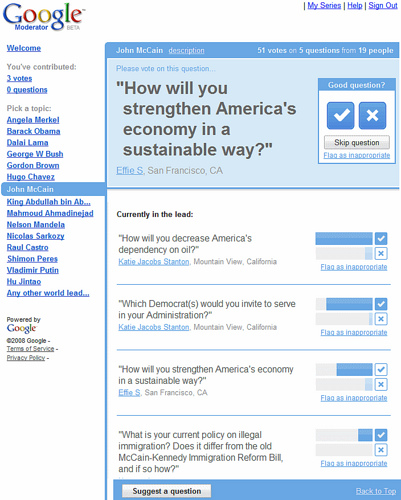 Google
Moderator BETA
| My Series | Help | Sign Out
Welcome
You've contributed:
3 votes
0 questions
Pick a topic:
Angela Merkel
Barack Obama
Dalai Lama
George W Bush
Gordon Brown
Hugo Chavez
John McCain
King Abdullah bin Ab...
Mahmoud Ahmadinejad
Nelson Mandela
Nicolas Sarkozy
Raul Castro
Shimon Peres
Vladimir Putin
Hu Jintao
Any other world lead...
Powered by
Google
©2008 Google -
Terms of Service -
Privacy Policy -
John McCain description
51 votes on 5 questions from 19 people
Please vote on this question...
"How will you
strengthen America's
economy in a
sustainable way?"
Effie S, San Francisco, CA
Good question?
Skip question
Flag as inappropriate
Currently in the lead:
"How will you decrease America's
dependency on oil?"
Katie Jacobs Stanton, Mountain View, California
Flag as inappropriate
"Which Democrat(s) would you invite to serve
in your Administration?"
Katie Jacobs Stanton, Mountain View, California
Flag as inappropriate
"How will you strengthen America's economy
in a sustainable way?"
Effie S, San Francisco, CA
Flag as inappropriate
"What is your current policy on illegal
immigration? Does it differ from the old
McCain-Kennedy Immigration Reform Bill,
and if so how?"
Flag as inappropriate
Suggest a question
Back to Top